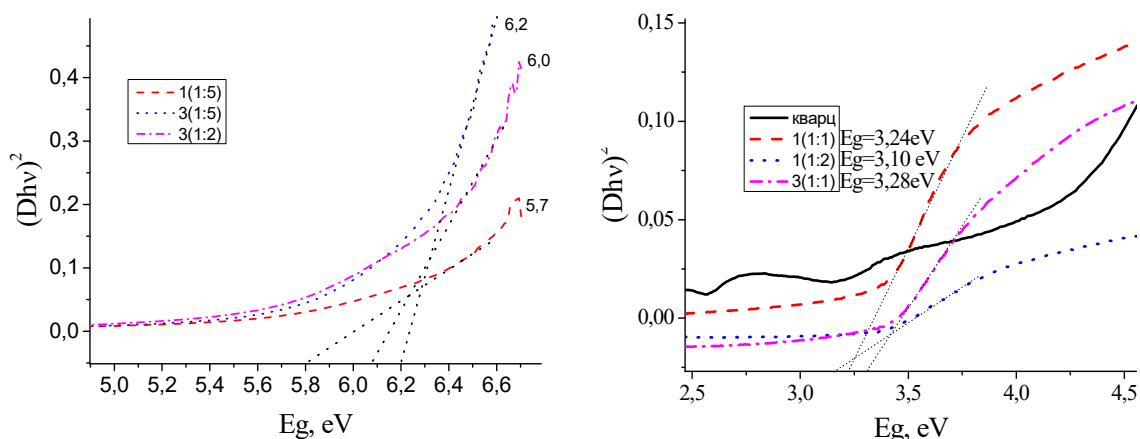 6,2
6,0
5,7
1(1:5)
3(1:5)
3(1:2)
(Dhν)²
0,4
0,3
0,2
0,1
0,0
5,0 5,2 5,4 5,6 5,8 6,0 6,2 6,4 6,6
Eg, eV
0,15
0,10
0,05
0,00
(Dhν)²
кварц
1(1:1) Eg=3,24eV
1(1:2) Eg=3,10 eV
3(1:1) Eg=3,28eV
2,5 3,0 3,5 4,0 4,5
Eg, eV